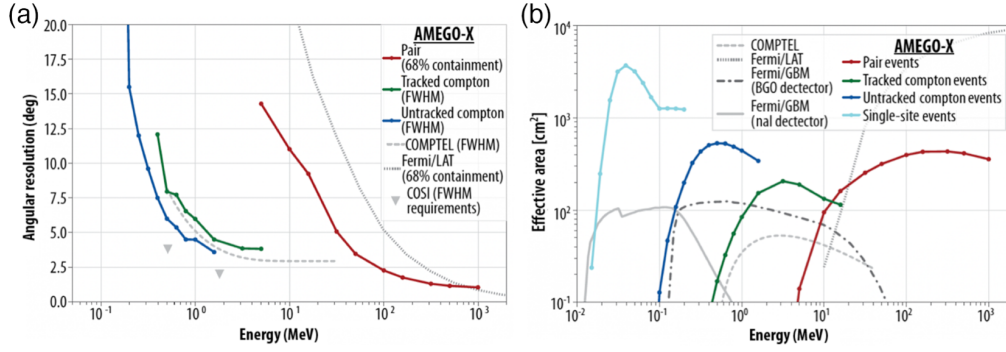 (a)
20.0
17.5
15.0
12.5
10.0
7.5
5.0
2.5
0.0
Angular resolution (deg)
10-1
100
101
102
103
Energy (MeV)
AMEGO-X
Pair
(68% containment)
Tracked compton
(FWHM)
Untracked compton
(FWHM)
COMPTEL (FWHM)
Fermi/LAT
(68% containment)
COSI (FWHM
requirements)
(b)
104
103
102
10-1
Effective area [cm2]
10-2
10-1
100
101
102
103
Energy (MeV)
COMPTEL
Fermi/LAT
Fermi/GBM
(BGO dectector)
Fermi/GBM
(nal dectector)
AMEGO-X
Pair events
Tracked compton events
Untracked compton events
Single-site events